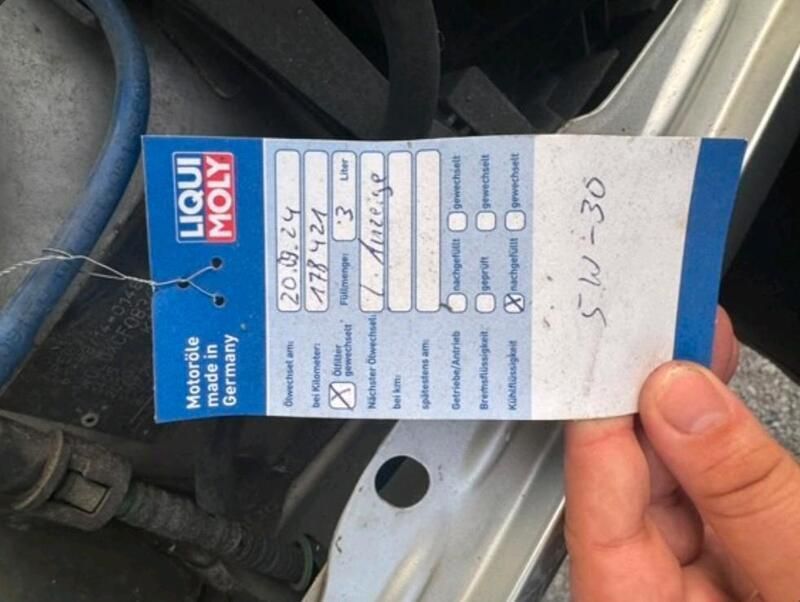 LIQUI
MOLY
Motoröle
made in
Germany
Ölwechsel am: 20.09.24
bei Kilometer: 178421
Ölfilter gewechselt X Füllmenge: 3 Liter
Nächster Ölwechsel: L. Anzeige
bei km:
spätestens am:
Getriebe/Antrieb nachgefüllt gewechselt
Bremsflüssigkeit geprüft gewechselt
Kühlflüssigkeit X nachgefüllt gewechselt
5W-30